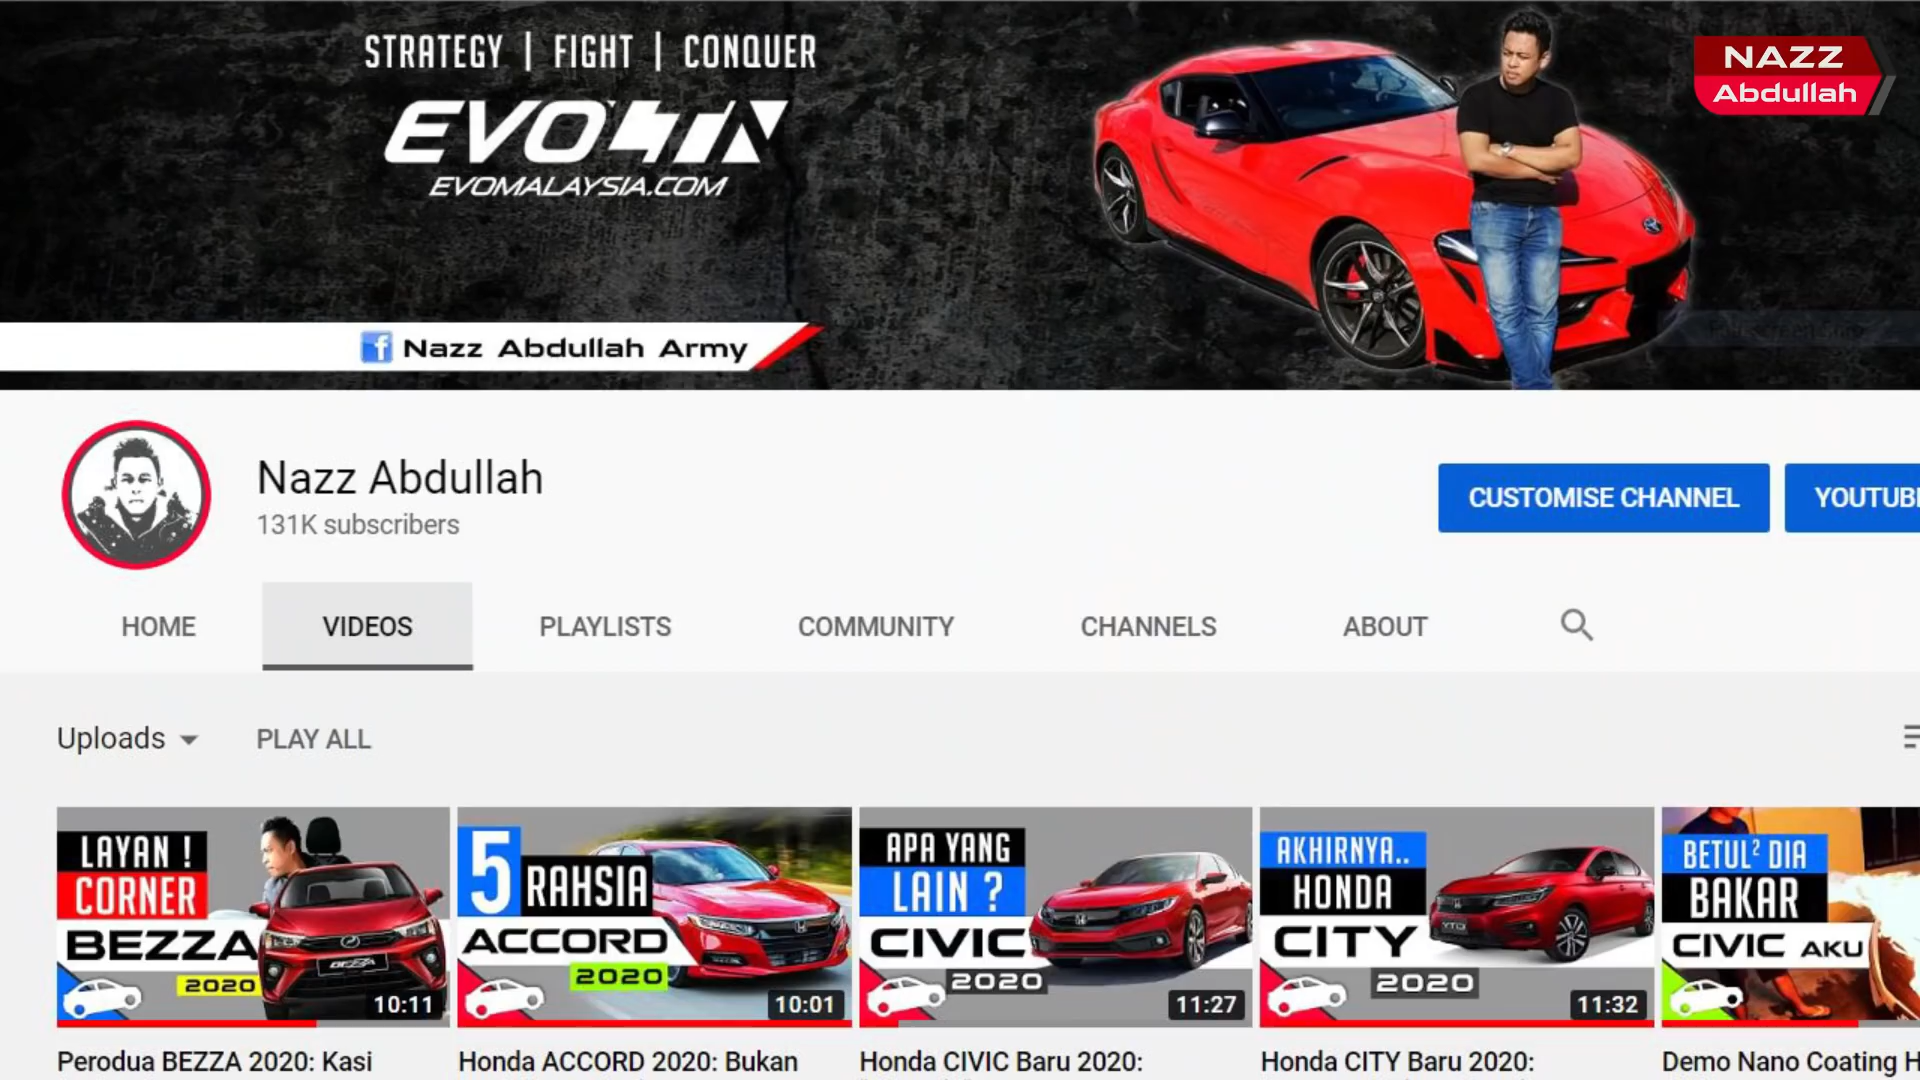 STRATEGY | FIGHT | CONQUER
EVOMALAYSIA.COM
NAZZ
Abdullah
Nazz Abdullah Army
Nazz Abdullah
131K subscribers
CUSTOMISE CHANNEL
HOME
VIDEOS
PLAYLISTS
COMMUNITY
CHANNELS
ABOUT
Uploads
PLAY ALL
LAYAN !
CORNER
BEZZA
2020
10:11
5 RAHSIA
ACCORD
2020
10:01
APA YANG
LAIN ?
CIVIC
2020
11:27
AKHIRNYA..
HONDA
CITY
2020
11:32
BETUL² DIA
BAKAR
CIVIC AKU
Perodua BEZZA 2020: Kasi
Honda ACCORD 2020: Bukan
Honda CIVIC Baru 2020:
Honda CITY Baru 2020:
Demo Nano Coating